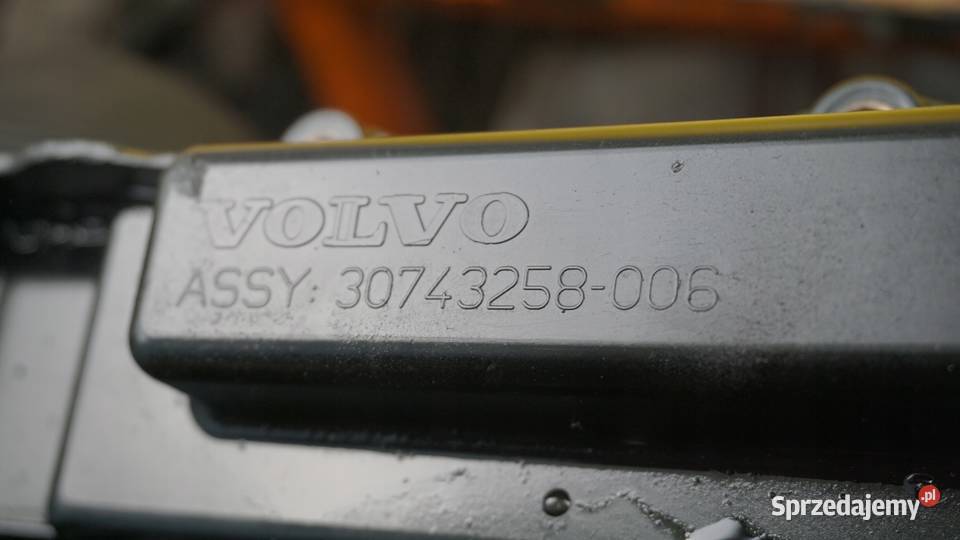 VOLVO
ASSY: 30743258-006
Sprzedajemy.pl